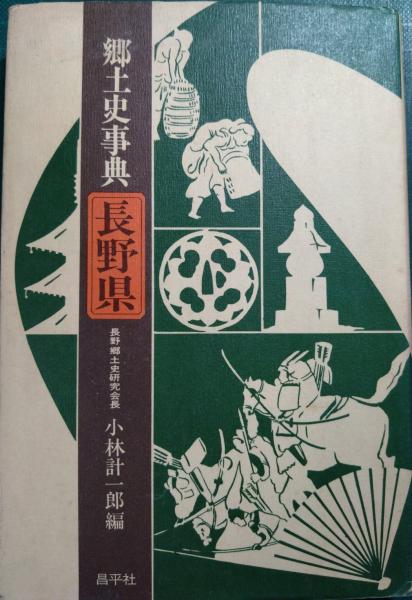 郷土史事典
長野県
長野郷土史研究会長
小林計一郎編
昌平社